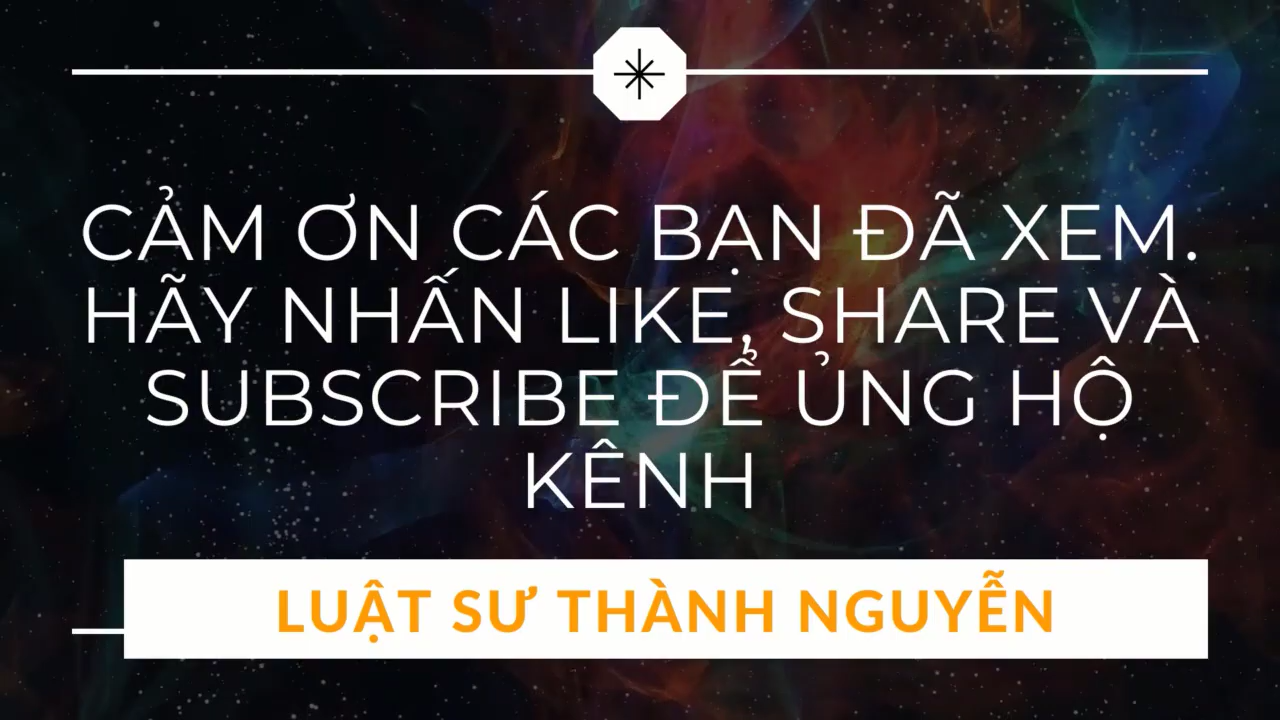 CẢM ƠN CÁC BẠN ĐÃ XEM.
HÃY NHẤN LIKE, SHARE VÀ
SUBSCRIBE ĐỂ ỦNG HỘ
KÊNH
LUẬT SƯ THÀNH NGUYỄN